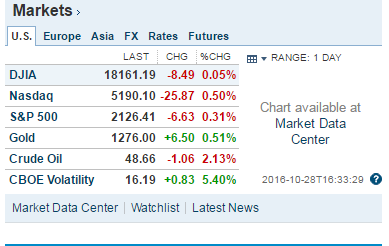 Markets ›
U.S. Europe Asia FX Rates Futures
LAST CHG %CHG
RANGE: 1 DAY
DJIA 18161.19 -8.49 0.05%
Nasdaq 5190.10 -25.87 0.50%
S&P 500 2126.41 -6.63 0.31%
Gold 1276.00 +6.50 0.51%
Crude Oil 48.66 -1.06 2.13%
CBOE Volatility 16.19 +0.83 5.40%
Chart available at
Market Data
Center
2016-10-28T16:33:29 ?
Market Data Center | Watchlist | Latest News